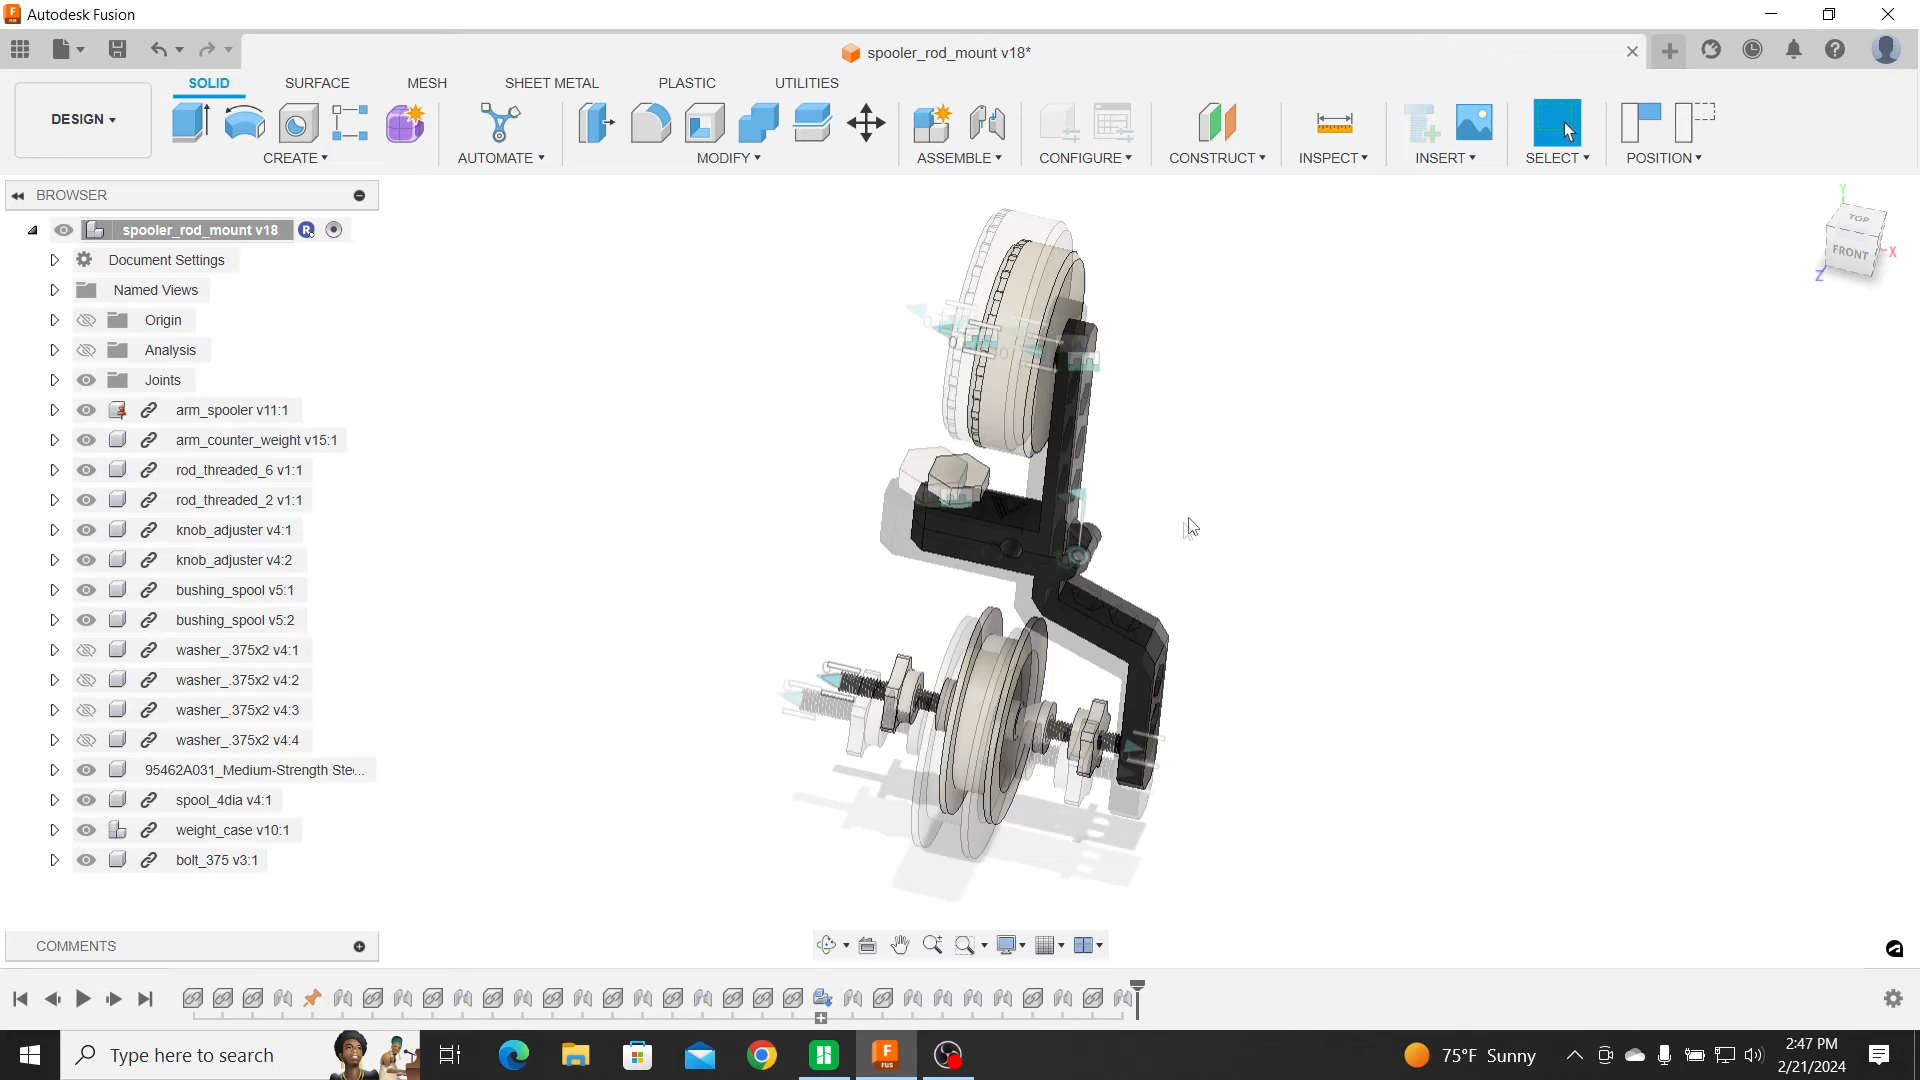 Autodesk Fusion
spooler_rod_mount v18*
SOLID SURFACE MESH SHEET METAL PLASTIC UTILITIES
DESIGN
CREATE AUTOMATE MODIFY ASSEMBLE CONFIGURE CONSTRUCT INSPECT INSERT SELECT POSITION
BROWSER
spooler_rod_mount v18
Document Settings
Named Views
Origin
Analysis
Joints
arm_spooler v11:1
arm_counter_weight v15:1
rod_threaded_6 v1:1
rod_threaded_2 v1:1
knob_adjuster v4:1
knob_adjuster v4:2
bushing_spool v5:1
bushing_spool v5:2
washer_.375x2 v4:1
washer_.375x2 v4:2
washer_.375x2 v4:3
washer_.375x2 v4:4
95462A031_Medium-Strength Ste...
spool_4dia v4:1
weight_case v10:1
bolt_375 v3:1
Y
TOP
FRONT
X
Z
COMMENTS
Type here to search
75°F Sunny
2:47 PM
2/21/2024